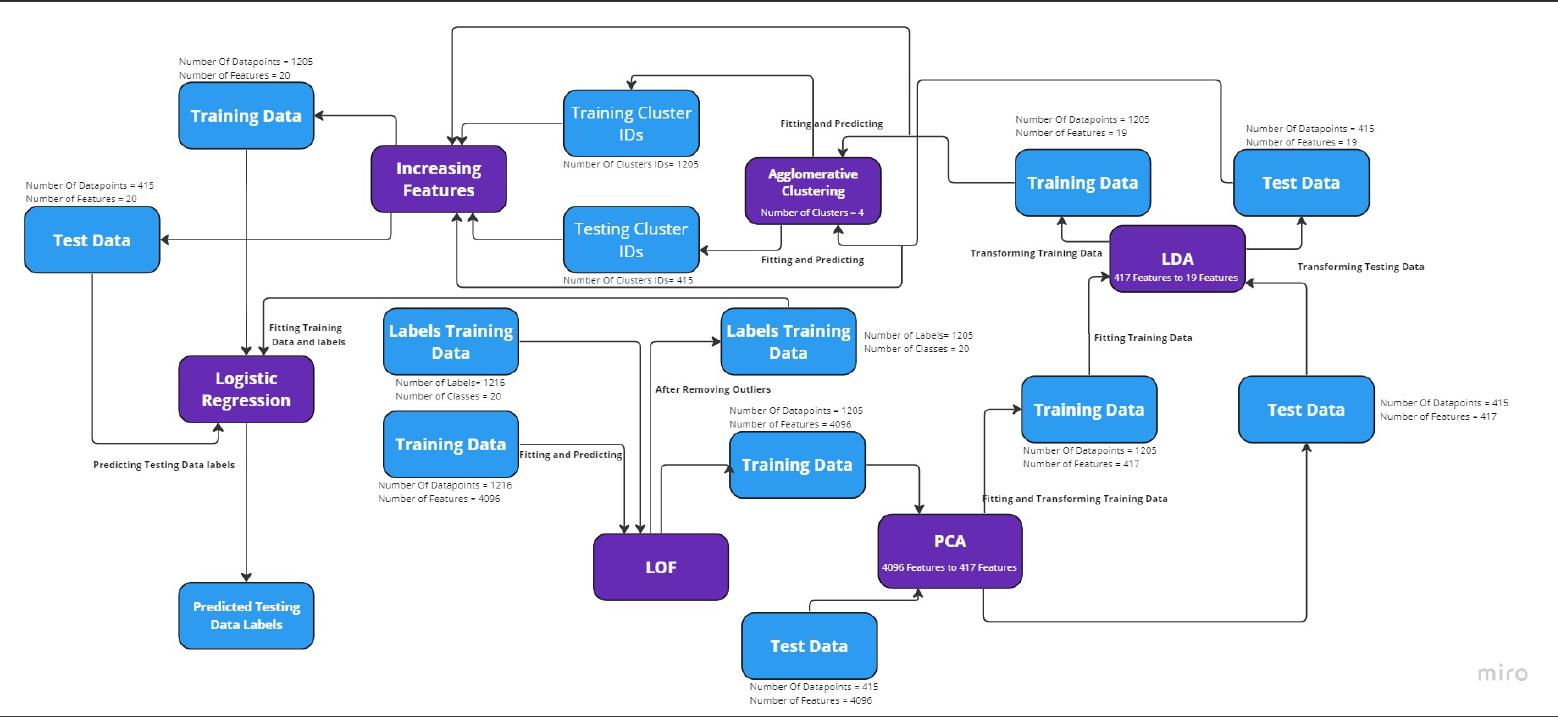 Number Of Datapoints = 1205
Number of Features = 20
Training Data
Number Of Datapoints = 415
Number of Features = 20
Test Data
Increasing
Features
Training Cluster
IDs
Number Of Clusters IDs= 1205
Testing Cluster
IDs
Number Of Clusters IDs= 415
Fitting and Predicting
Agglomerative
Clustering
Number of Clusters = 4
Fitting and Predicting
Number Of Datapoints = 1205
Number of Features = 19
Training Data
Number Of Datapoints = 415
Number of Features = 19
Test Data
Transforming Training Data
LDA
417 Features to 19 Features
Transforming Testing Data
Fitting Training
Data and labels
Logistic
Regression
Predicting Testing Data labels
Predicted Testing
Data Labels
Labels Training
Data
Number of Labels= 1216
Number of Classes = 20
Training Data
Number Of Datapoints = 1216
Number of Features = 4096
Fitting and Predicting
Labels Training
Data
Number of Labels= 1205
Number of Classes = 20
After Removing Outliers
Number Of Datapoints = 1205
Number of Features = 4096
Training Data
LOF
Fitting Training Data
Training Data
Number Of Datapoints = 1205
Number of Features = 417
Test Data
Number Of Datapoints = 415
Number of Features = 417
Fitting and Transforming Training Data
PCA
4096 Features to 417 Features
Test Data
Number Of Datapoints = 415
Number of Features = 4096
miro